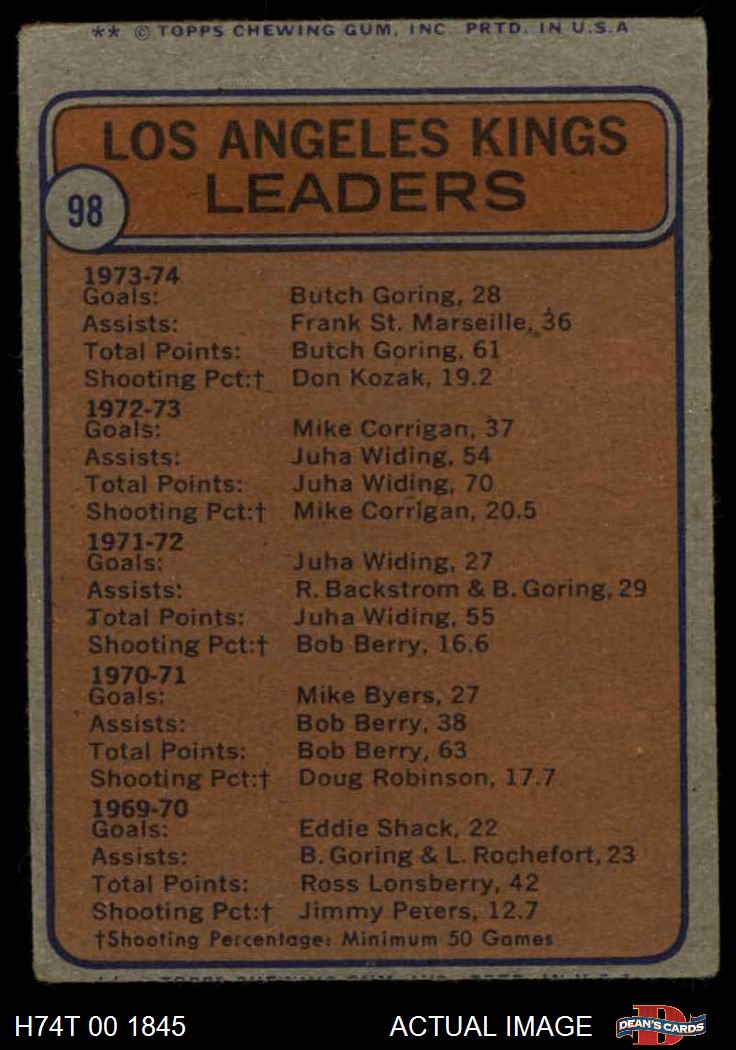 ** © TOPPS CHEWING GUM, INC PRTD. IN U.S.A
LOS ANGELES KINGS
LEADERS
98
1973-74
Goals: Butch Goring, 28
Assists: Frank St. Marseille, 36
Total Points: Butch Goring, 61
Shooting Pct:† Don Kozak, 19.2
1972-73
Goals: Mike Corrigan, 37
Assists: Juha Widing, 54
Total Points: Juha Widing, 70
Shooting Pct:† Mike Corrigan, 20.5
1971-72
Goals: Juha Widing, 27
Assists: R. Backstrom & B. Goring, 29
Total Points: Juha Widing, 55
Shooting Pct:† Bob Berry, 16.6
1970-71
Goals: Mike Byers, 27
Assists: Bob Berry, 38
Total Points: Bob Berry, 63
Shooting Pct:† Doug Robinson, 17.7
1969-70
Goals: Eddie Shack, 22
Assists: B. Goring & L. Rochefort, 23
Total Points: Ross Lonsberry, 42
Shooting Pct:† Jimmy Peters, 12.7
†Shooting Percentage: Minimum 50 Games
H74T 00 1845 ACTUAL IMAGE DEAN'S CARDS